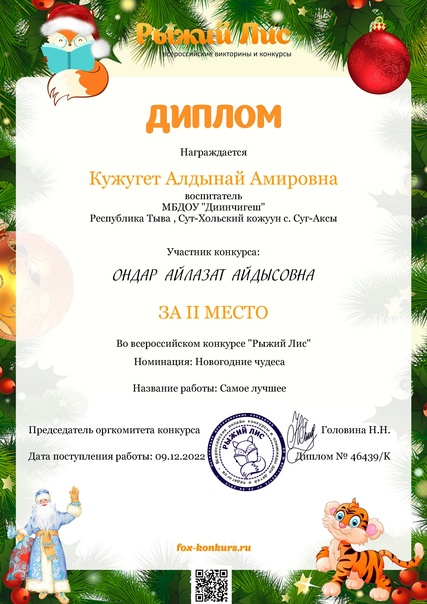 Рыжий Лис
всероссийские викторины и конкурсы
ДИПЛОМ
Награждается
Кужугет Алдынай Амировна
воспитатель
МБДОУ "Диинчигеш"
Республика Тыва , Сут-Хольский кожуун с. Суг-Аксы
Участник конкурса:
ОНДАР АЙЛАЗАТ АЙДЫСОВНА
ЗА II МЕСТО
Во всероссийском конкурсе "Рыжий Лис"
Номинация: Новогодние чудеса
Название работы: Самое лучшее
Председатель оргкомитета конкурса
Головина Н.Н.
РЫЖИЙ ЛИС
Дата поступления работы: 09.12.2022
Диплом № 46439/K
fox-konkurs.ru